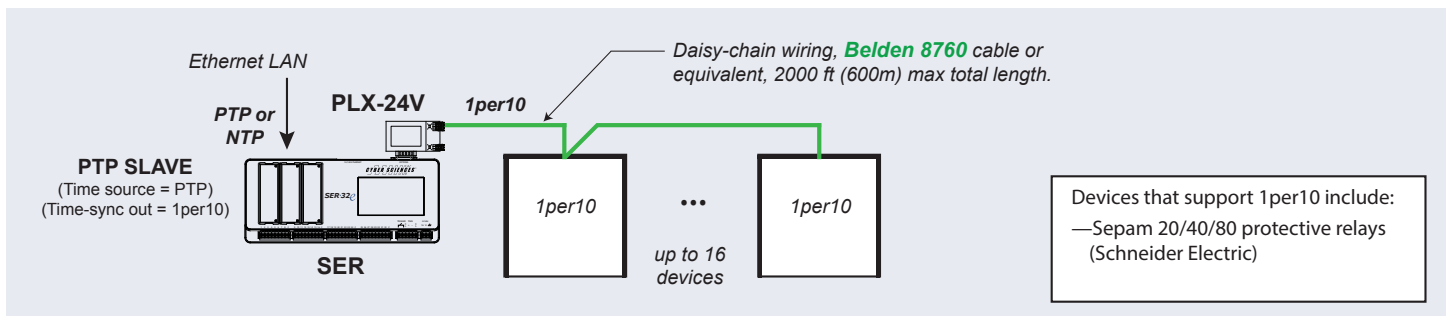 Ethernet LAN
PTP or
NTP
PLX-24V
1per10
Daisy-chain wiring, Belden 8760 cable or
equivalent, 2000 ft (600m) max total length.
PTP SLAVE
(Time source = PTP)
(Time-sync out = 1per10)
CYBER SCIENCES
SER-32e
SER
1per10
•••
up to 16
devices
1per10
Devices that support 1per10 include:
—Sepam 20/40/80 protective relays
(Schneider Electric)